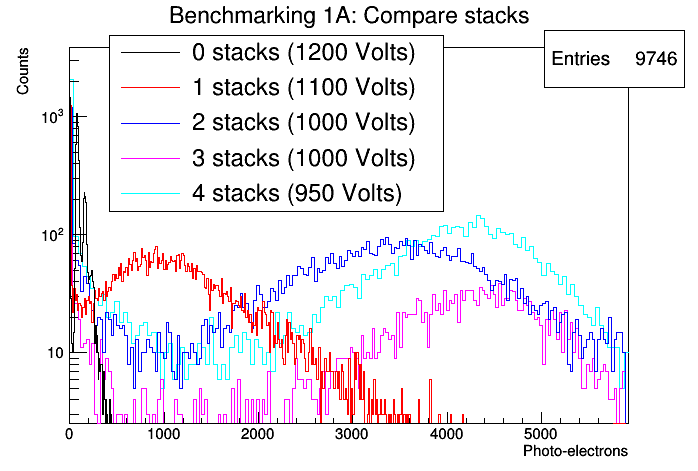 Benchmarking 1A: Compare stacks
Counts
Entries 9746
0 stacks (1200 Volts)
1 stacks (1100 Volts)
2 stacks (1000 Volts)
3 stacks (1000 Volts)
4 stacks (950 Volts)
10³
10²
10
0 1000 2000 3000 4000 5000
Photo-electrons